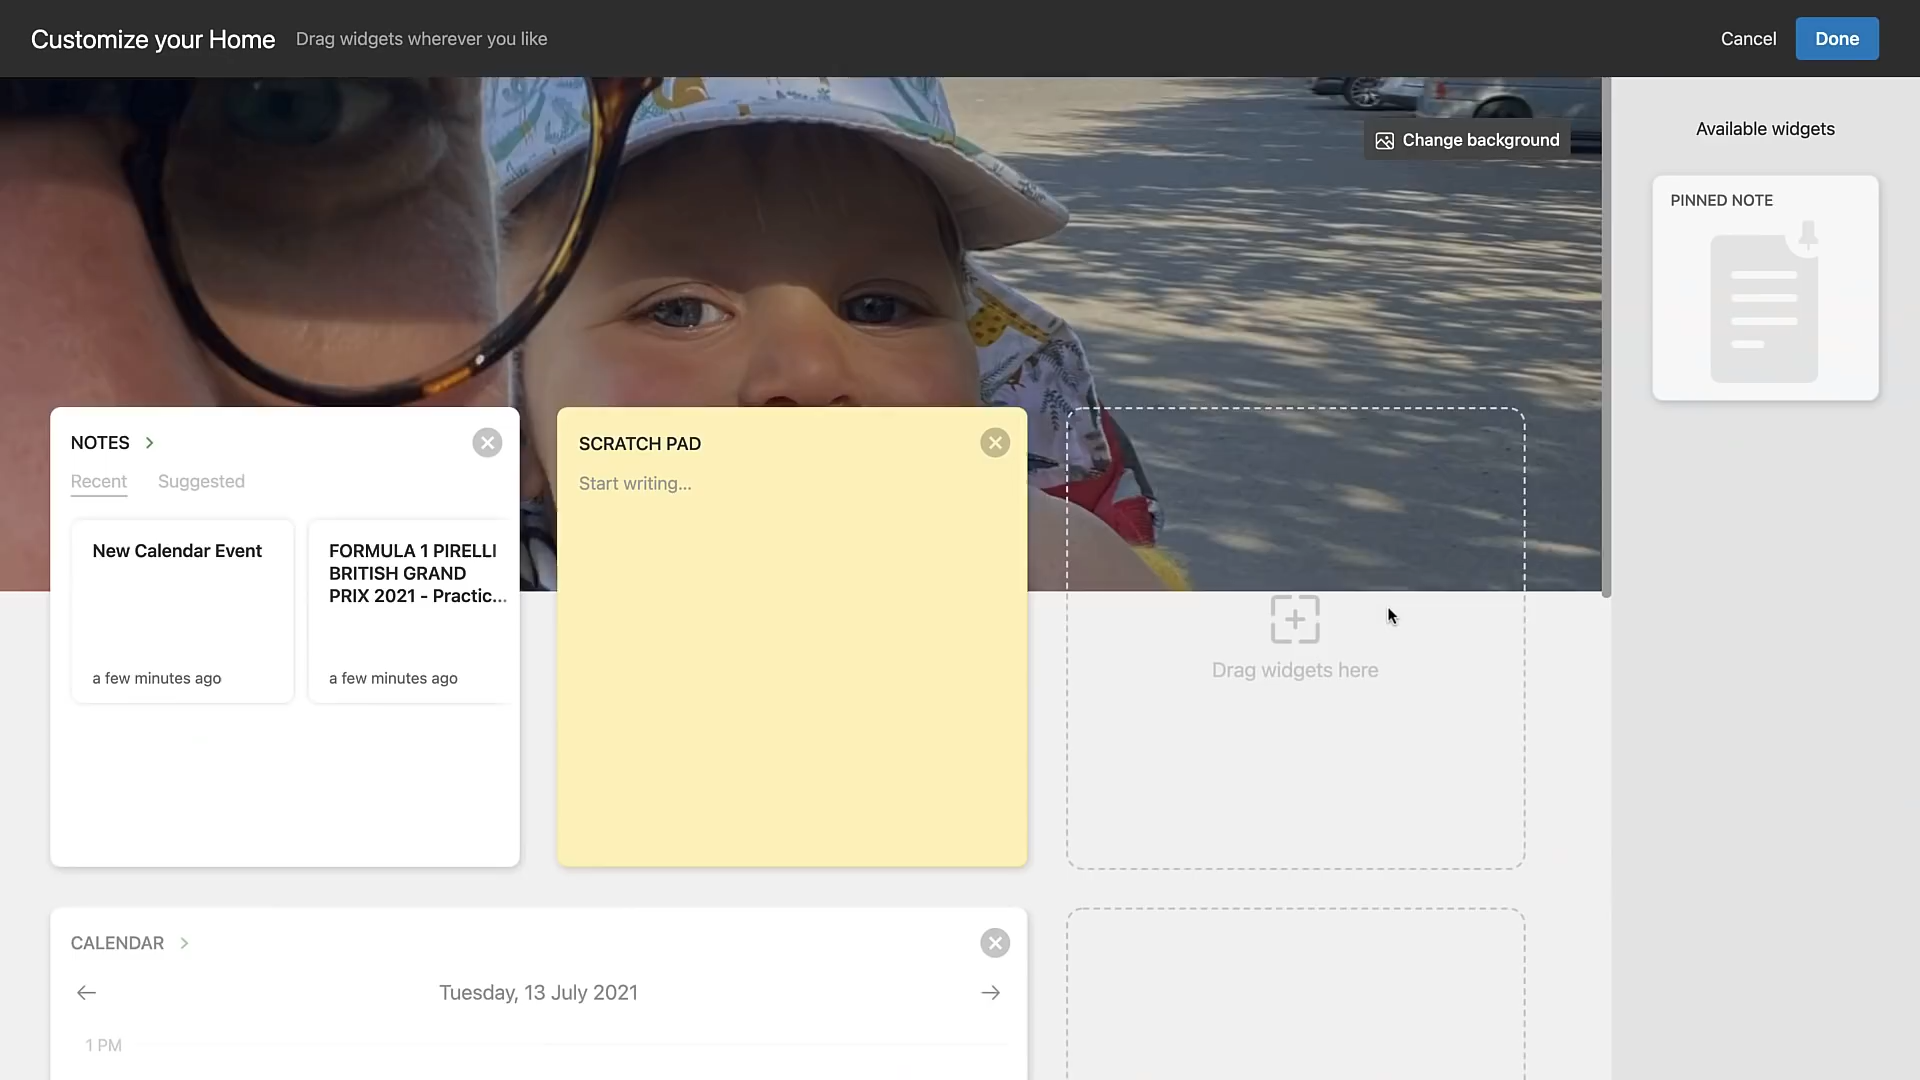 Customize your Home
Drag widgets wherever you like
Cancel
Done
Change background
Available widgets
PINNED NOTE
NOTES
Recent
Suggested
New Calendar Event
a few minutes ago
FORMULA 1 PIRELLI
BRITISH GRAND
PRIX 2021 - Practic...
a few minutes ago
SCRATCH PAD
Start writing...
Drag widgets here
CALENDAR
Tuesday, 13 July 2021
1 PM